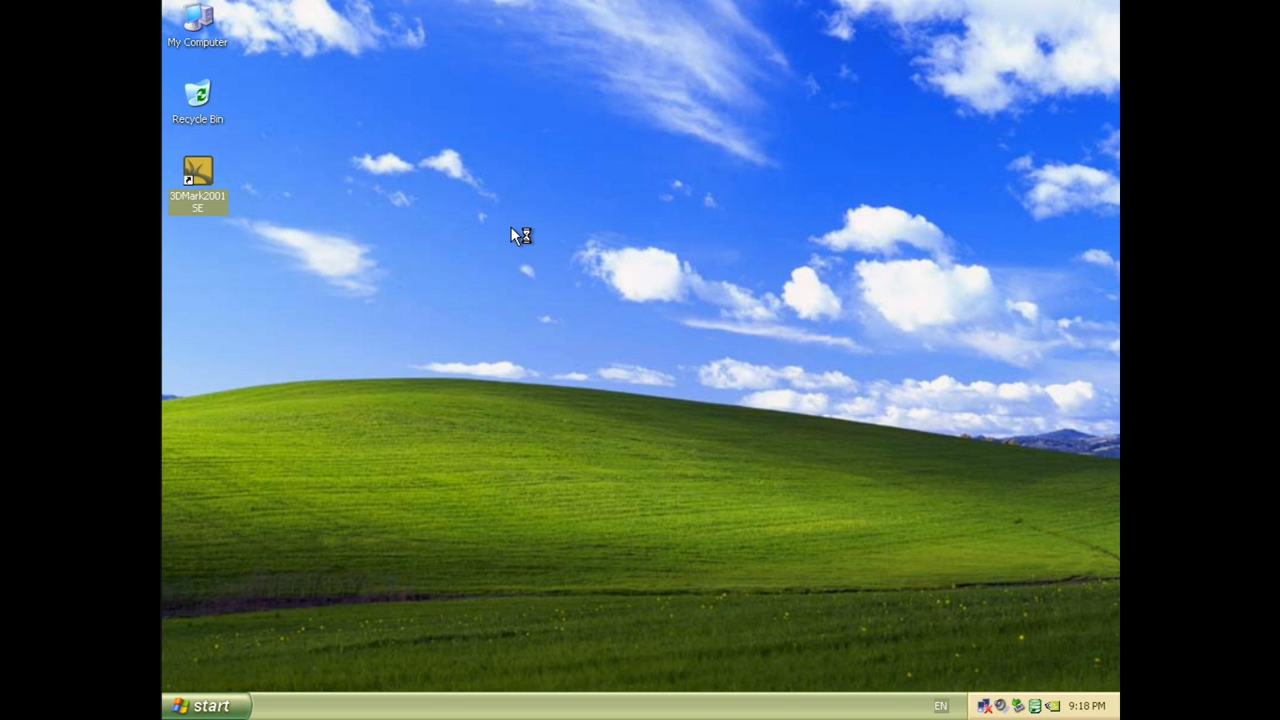 My Computer
Recycle Bin
3DMark2001
SE
start
EN
9:18 PM